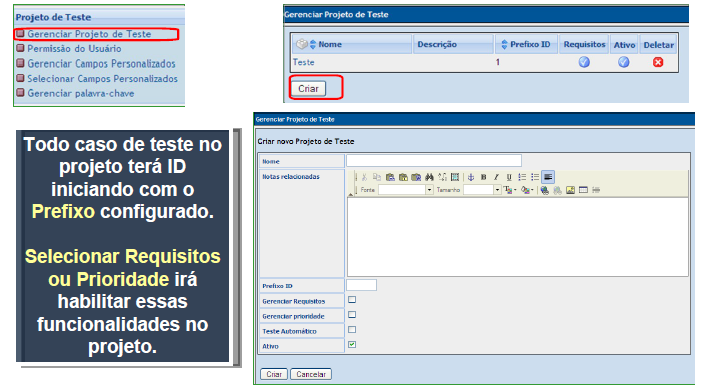 Projeto de Teste
Gerenciar Projeto de Teste
Permissão do Usuário
Gerenciar Campos Personalizados
Selecionar Campos Personalizados
Gerenciar palavra-chave
Gerenciar Projeto de Teste
Nome Descrição Prefixo ID Requisitos Ativo Deletar
Teste 1
Criar
Todo caso de teste no
projeto terá ID
iniciando com o
Prefixo configurado.
Selecionar Requisitos
ou Prioridade irá
habilitar essas
funcionalidades no
projeto.
Gerenciar Projeto de Teste
Criar novo Projeto de Teste
Nome
Notas relacionadas
B I U
Fonte Tamanho
Prefixo ID
Gerenciar Requisitos
Gerenciar prioridade
Teste Automático
Ativo
Criar Cancelar